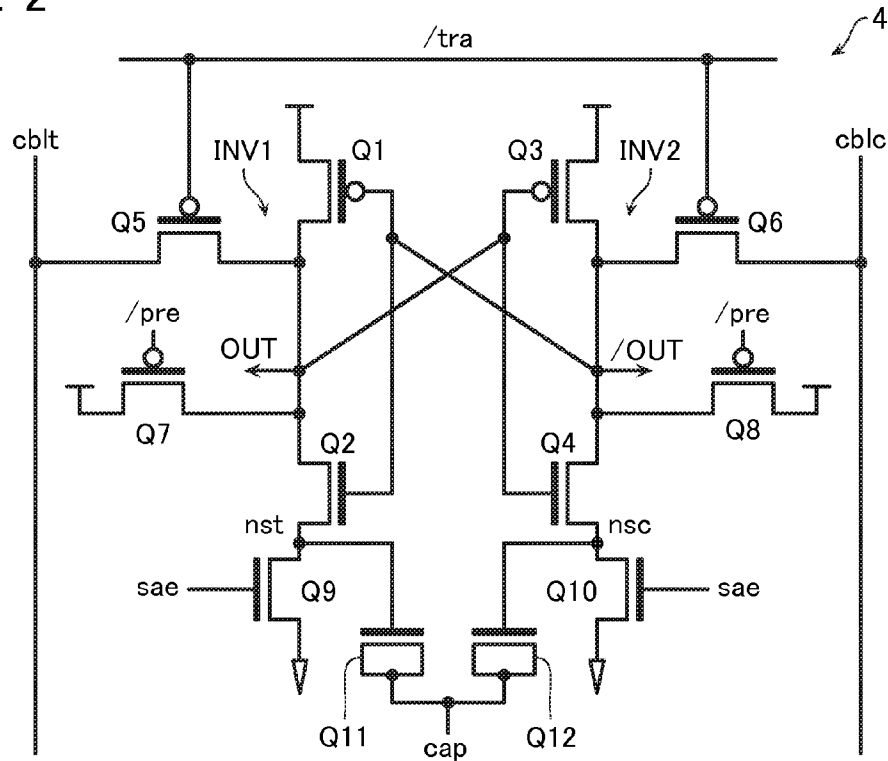 /tra
4
cblt
INV1
Q1
Q3
INV2
cblc
Q5
Q6
/pre
OUT
/OUT
/pre
Q7
Q2
Q4
Q8
nst
nsc
sae
Q9
Q10
sae
Q11
cap
Q12